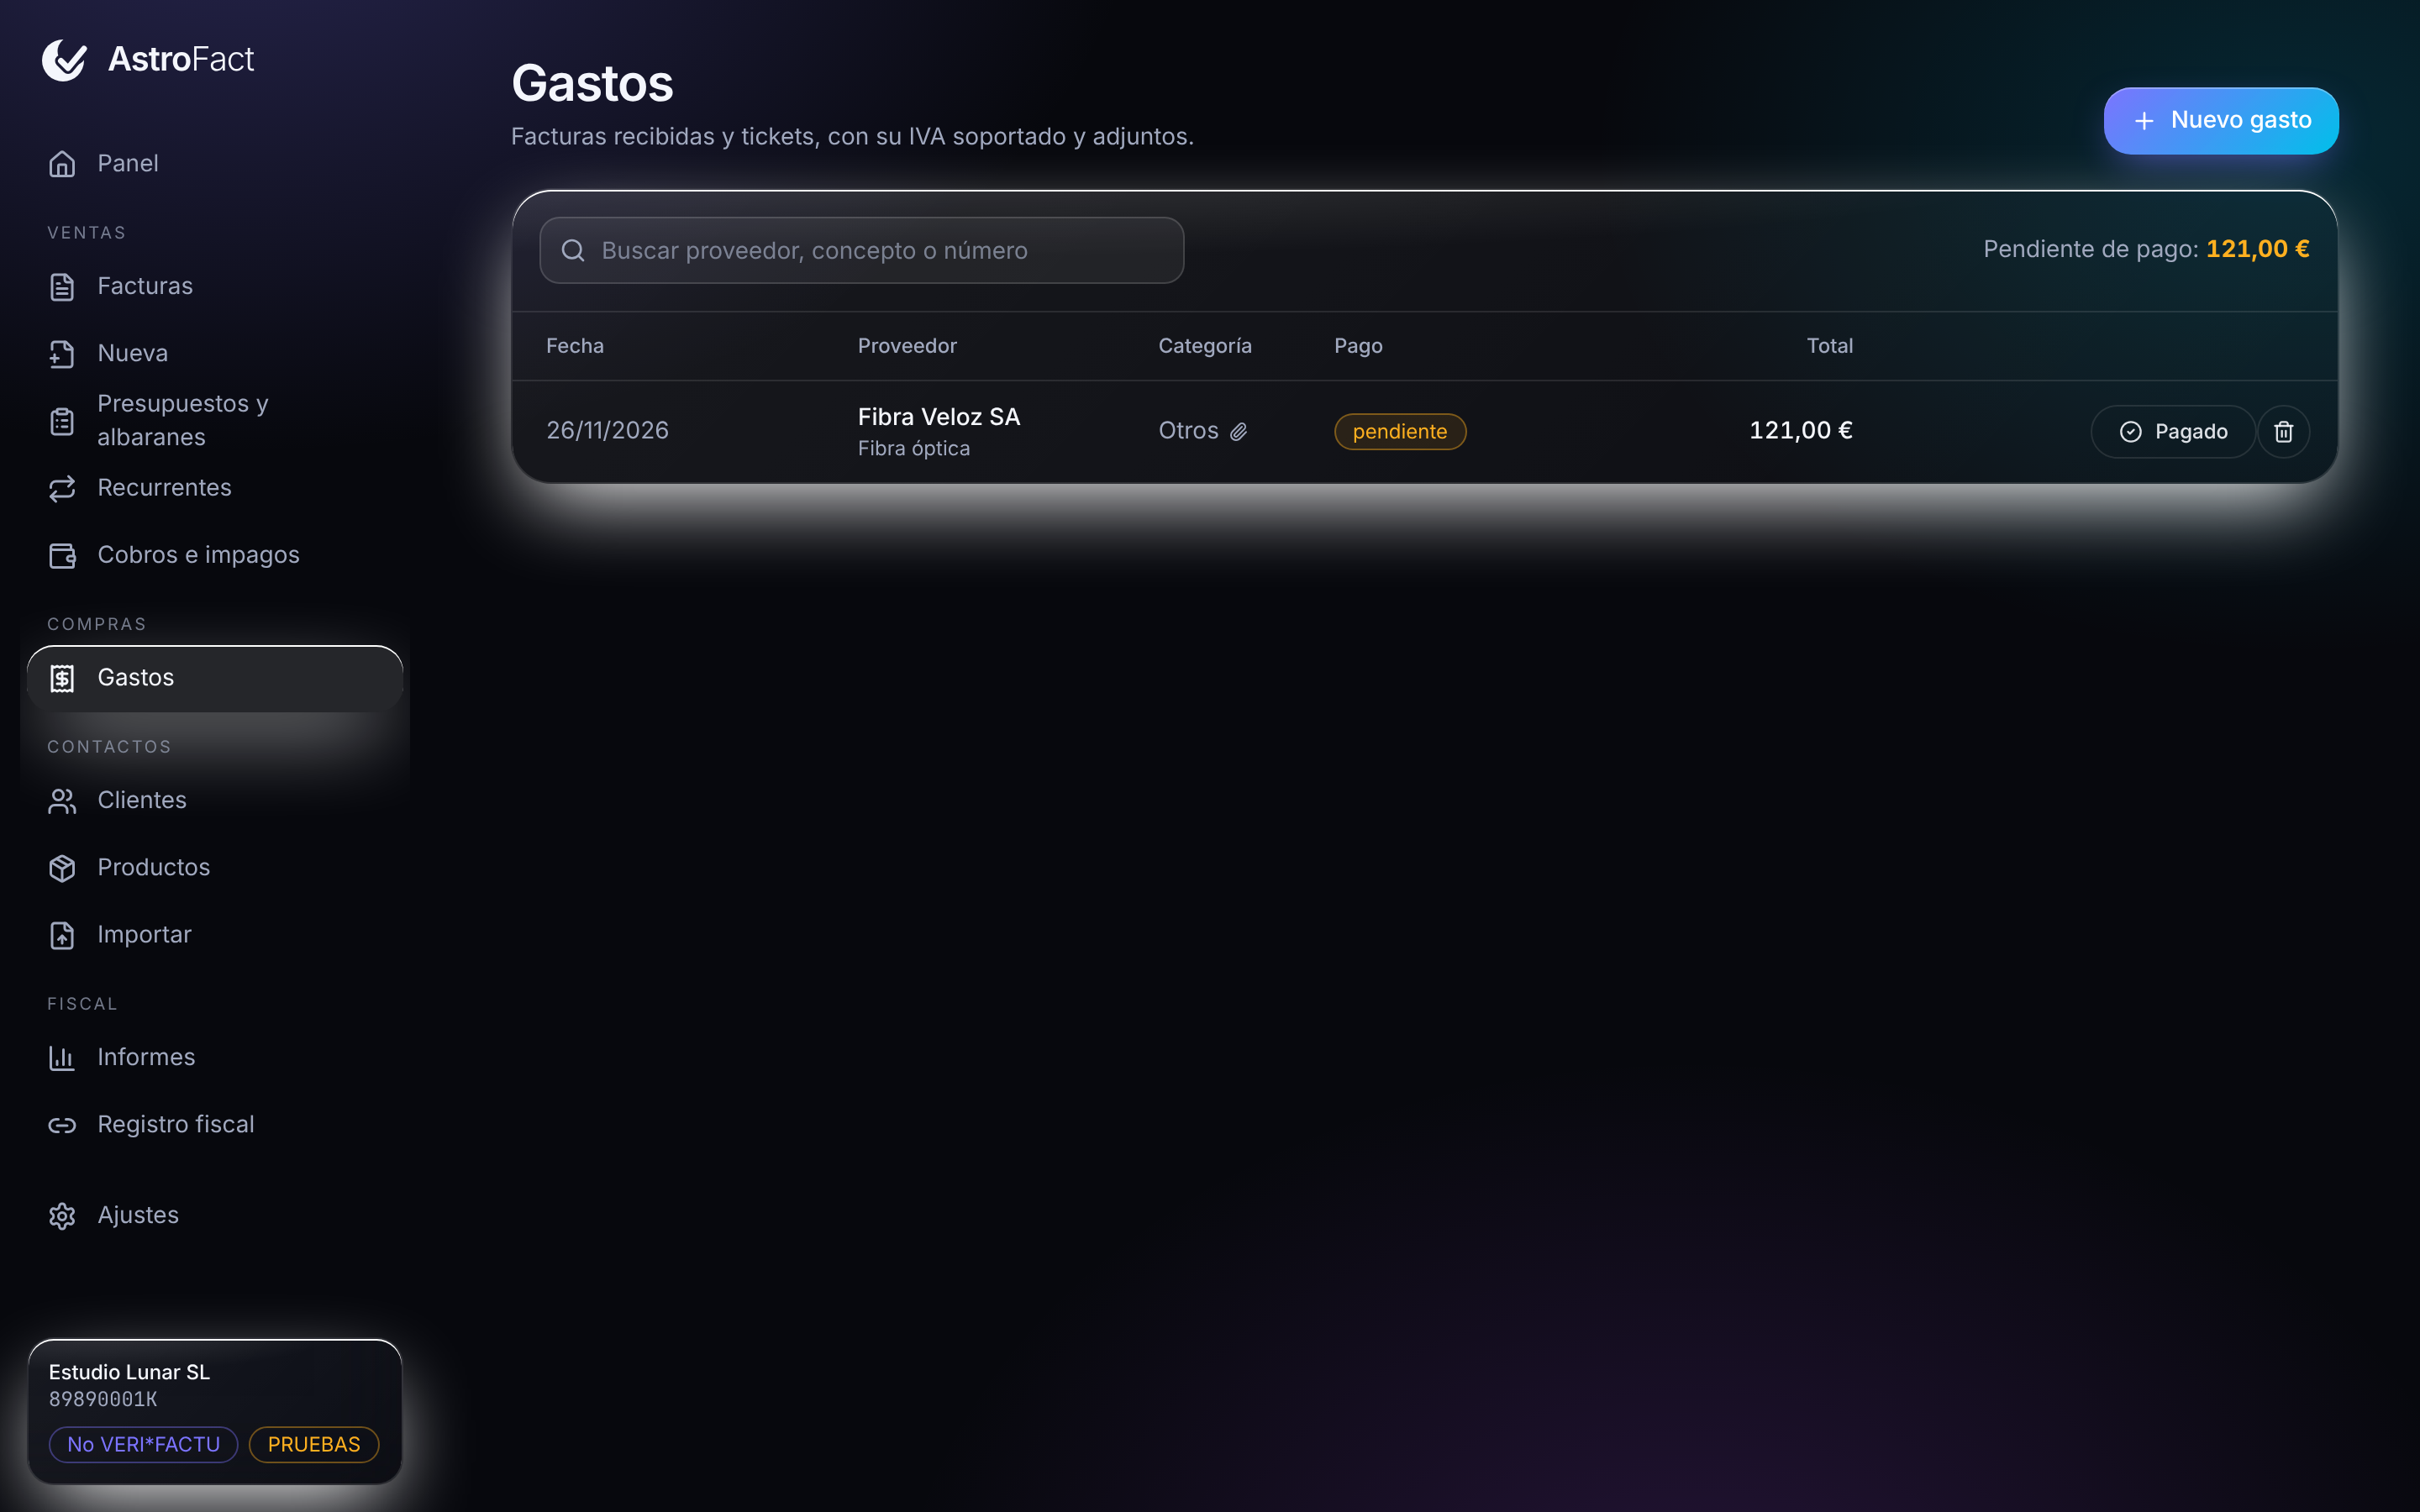 AstroFact
Panel
VENTAS
Facturas
Nueva
Presupuestos y
albaranes
Recurrentes
Cobros e impagos
COMPRAS
Gastos
CONTACTOS
Clientes
Productos
Importar
FISCAL
Informes
Registro fiscal
Ajustes
Estudio Lunar SL
89890001K
No VERI*FACTU PRUEBAS
Gastos
Facturas recibidas y tickets, con su IVA soportado y adjuntos.
+ Nuevo gasto
Buscar proveedor, concepto o número
Pendiente de pago: 121,00 €
Fecha Proveedor Categoría Pago Total
26/11/2026 Fibra Veloz SA Otros pendiente 121,00 € Pagado
Fibra óptica